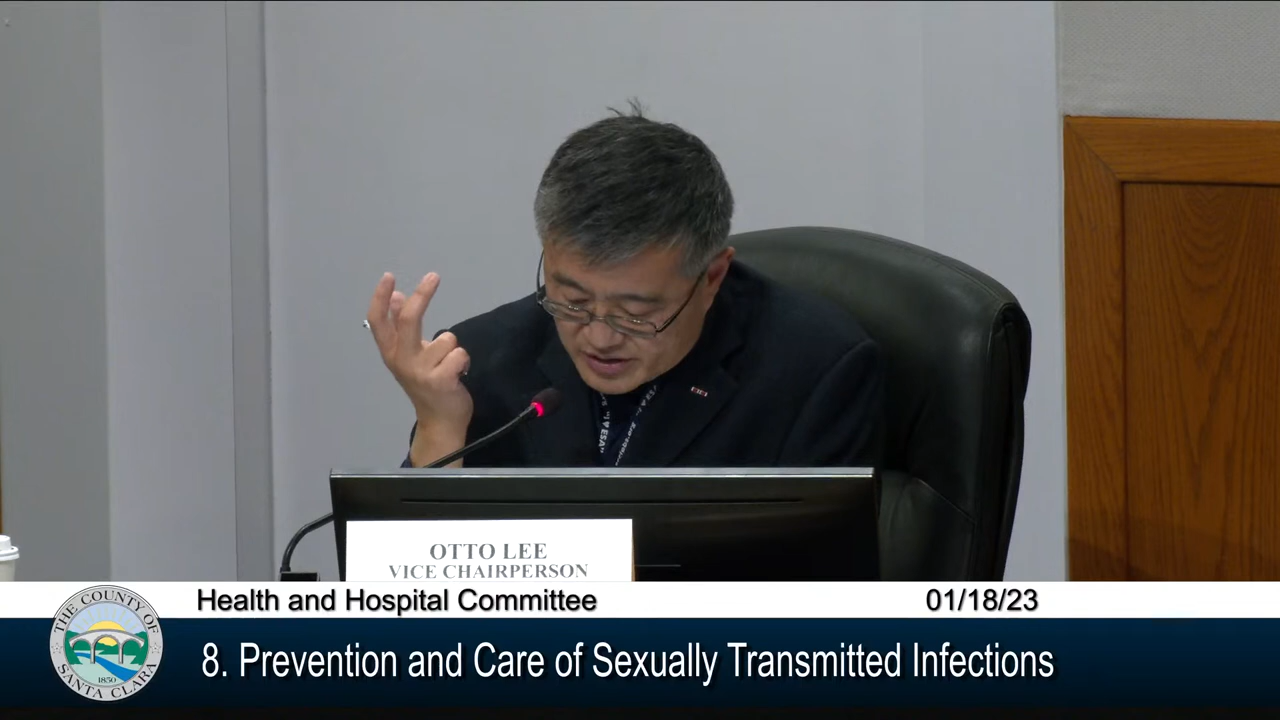 OTTO LEE
VICE CHAIRPERSON
Health and Hospital Committee
01/18/23
THE COUNTY OF
SANTA CLARA
1850
8. Prevention and Care of Sexually Transmitted Infections